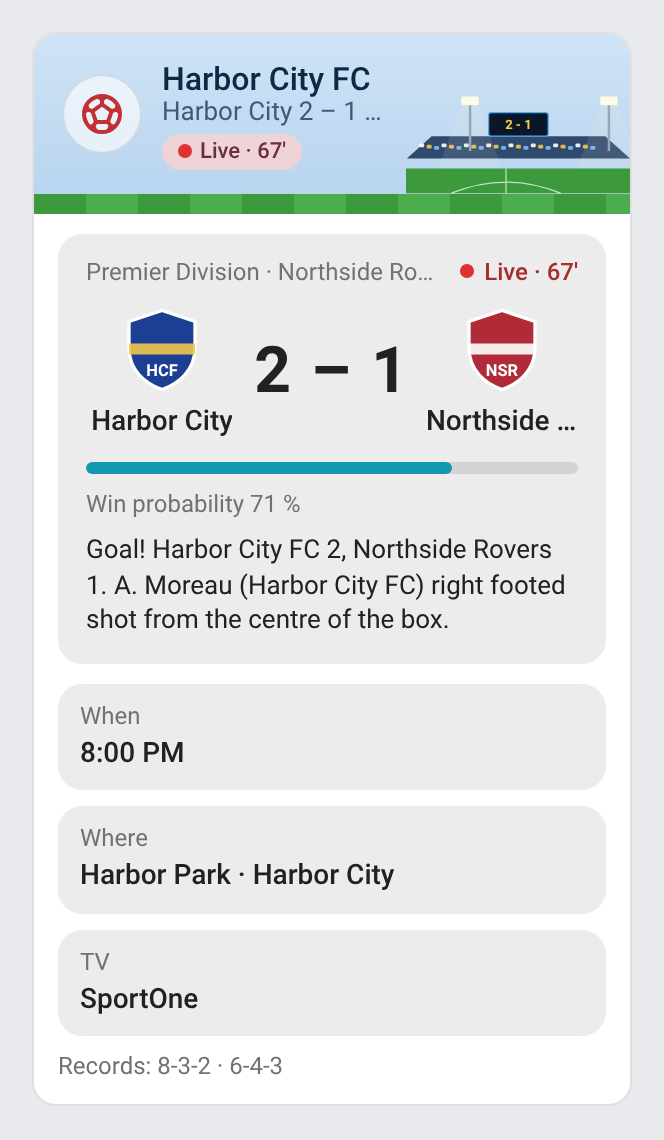 Harbor City FC
Harbor City 2 – 1 ...
Live · 67'
2 - 1
Premier Division · Northside Ro...
Live · 67'
HCF
2 – 1
NSR
Harbor City
Northside ...
Win probability 71 %
Goal! Harbor City FC 2, Northside Rovers
1. A. Moreau (Harbor City FC) right footed
shot from the centre of the box.
When
8:00 PM
Where
Harbor Park · Harbor City
TV
SportOne
Records: 8-3-2 · 6-4-3